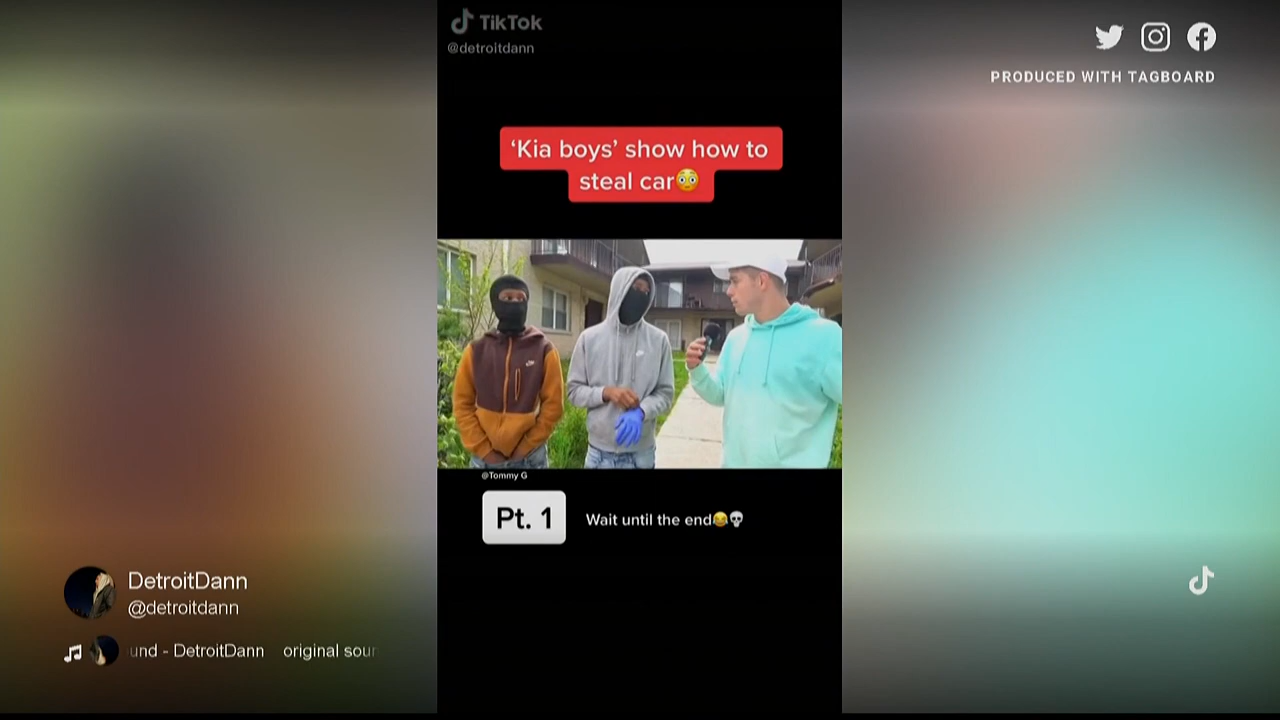 TikTok
@detroitdann
PRODUCED WITH TAGBOARD
‘Kia boys’ show how to
steal car😳
@Tommy G
Pt. 1
Wait until the end😂💀
DetroitDann
@detroitdann
und - DetroitDann original sour